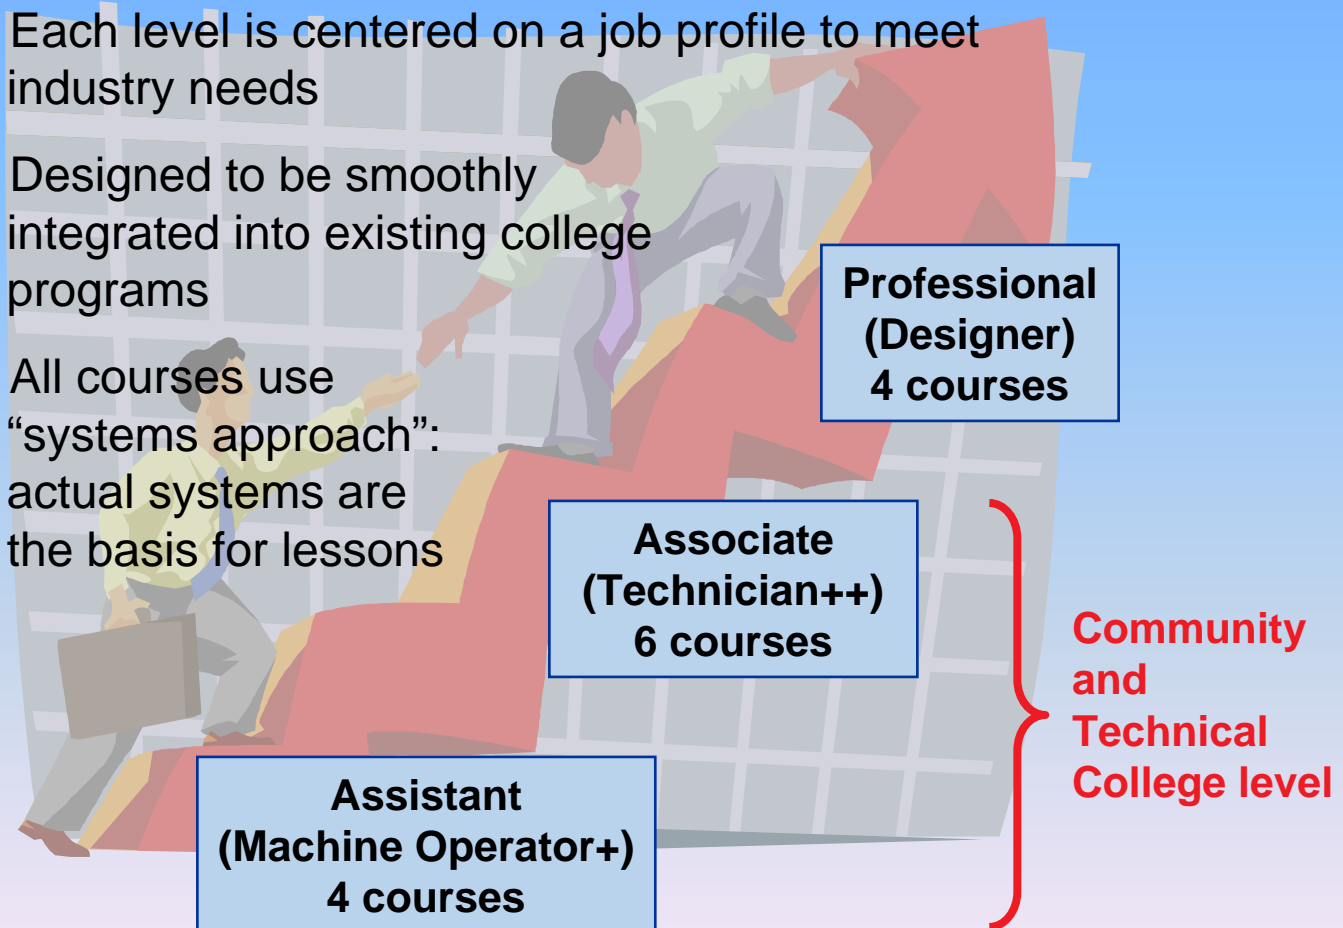 Each level is centered on a job profile to meet
industry needs
Designed to be smoothly
integrated into existing college
programs
All courses use
“systems approach”:
actual systems are
the basis for lessons
Professional
(Designer)
4 courses
Associate
(Technician++)
6 courses
Community
and
Technical
College level
Assistant
(Machine Operator+)
4 courses